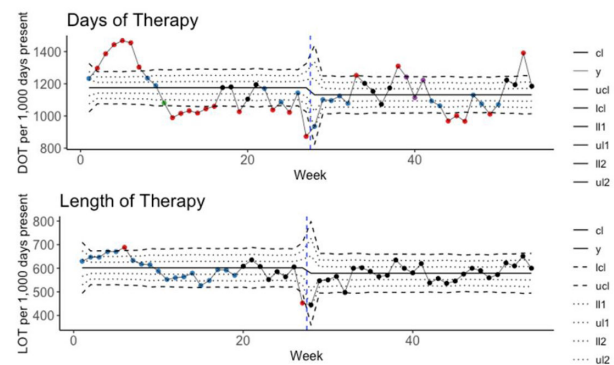 Days of Therapy
DOT per 1,000 days present
1400
1200
1000
800
0
20
40
Week
cl
y
ucl
lcl
ll1
ul1
ll2
ul2
Length of Therapy
LOT per 1,000 days present
800
700
600
500
400
0
20
40
Week
cl
y
lcl
ucl
ll1
ul1
ll2
ul2